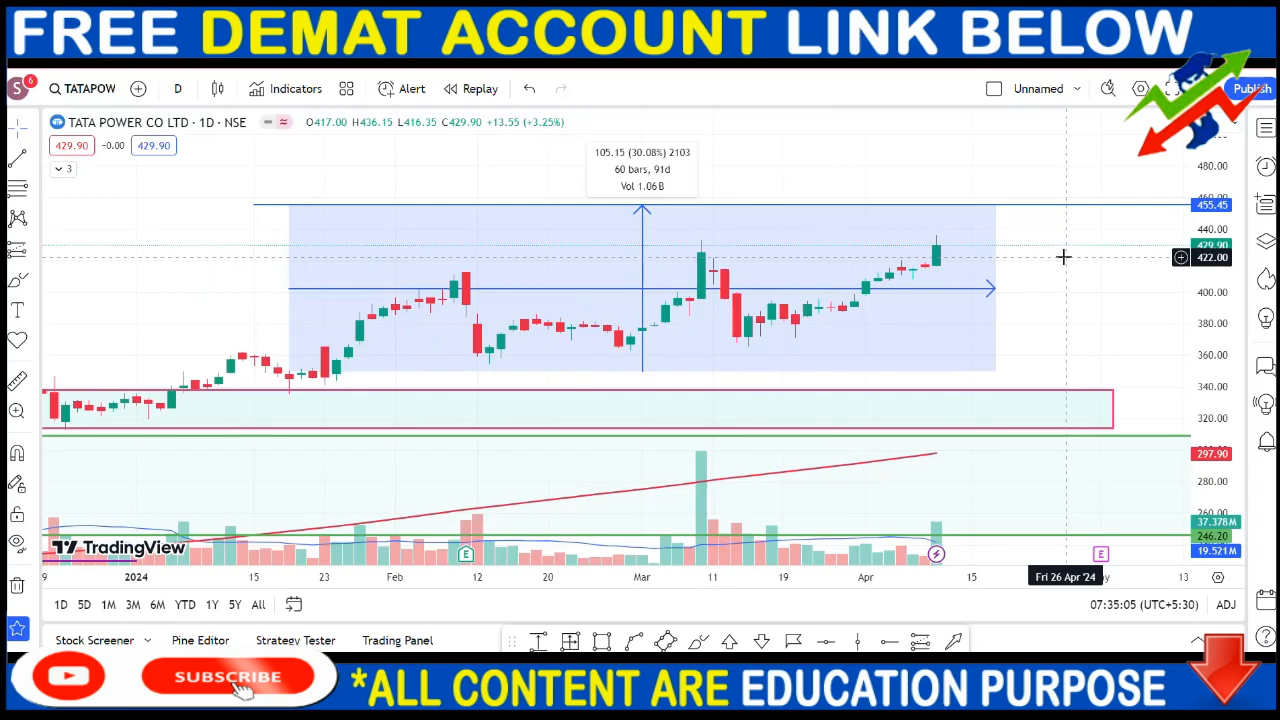 FREE DEMAT ACCOUNT LINK BELOW
S 6 TATAPOW D Indicators Alert Replay Unnamed Publish
TATA POWER CO LTD · 1D · NSE O417.00 H436.15 L416.35 C429.90 +13.55 (+3.25%)
429.90 −0.00 429.90
3
105.15 (30.08%) 2103
60 bars, 91d
Vol 1.06B
480.00
455.45
440.00
429.90
422.00
400.00
380.00
360.00
340.00
320.00
297.90
280.00
260.00
37.378M
246.20
19.521M
TradingView
E E
9 2024 15 23 Feb 12 20 Mar 11 19 Apr 15 Fri 26 Apr '24 13
1D 5D 1M 3M 6M YTD 1Y 5Y All 07:35:05 (UTC+5:30) ADJ
Stock Screener Pine Editor Strategy Tester Trading Panel
SUBSCRIBE
*ALL CONTENT ARE EDUCATION PURPOSE